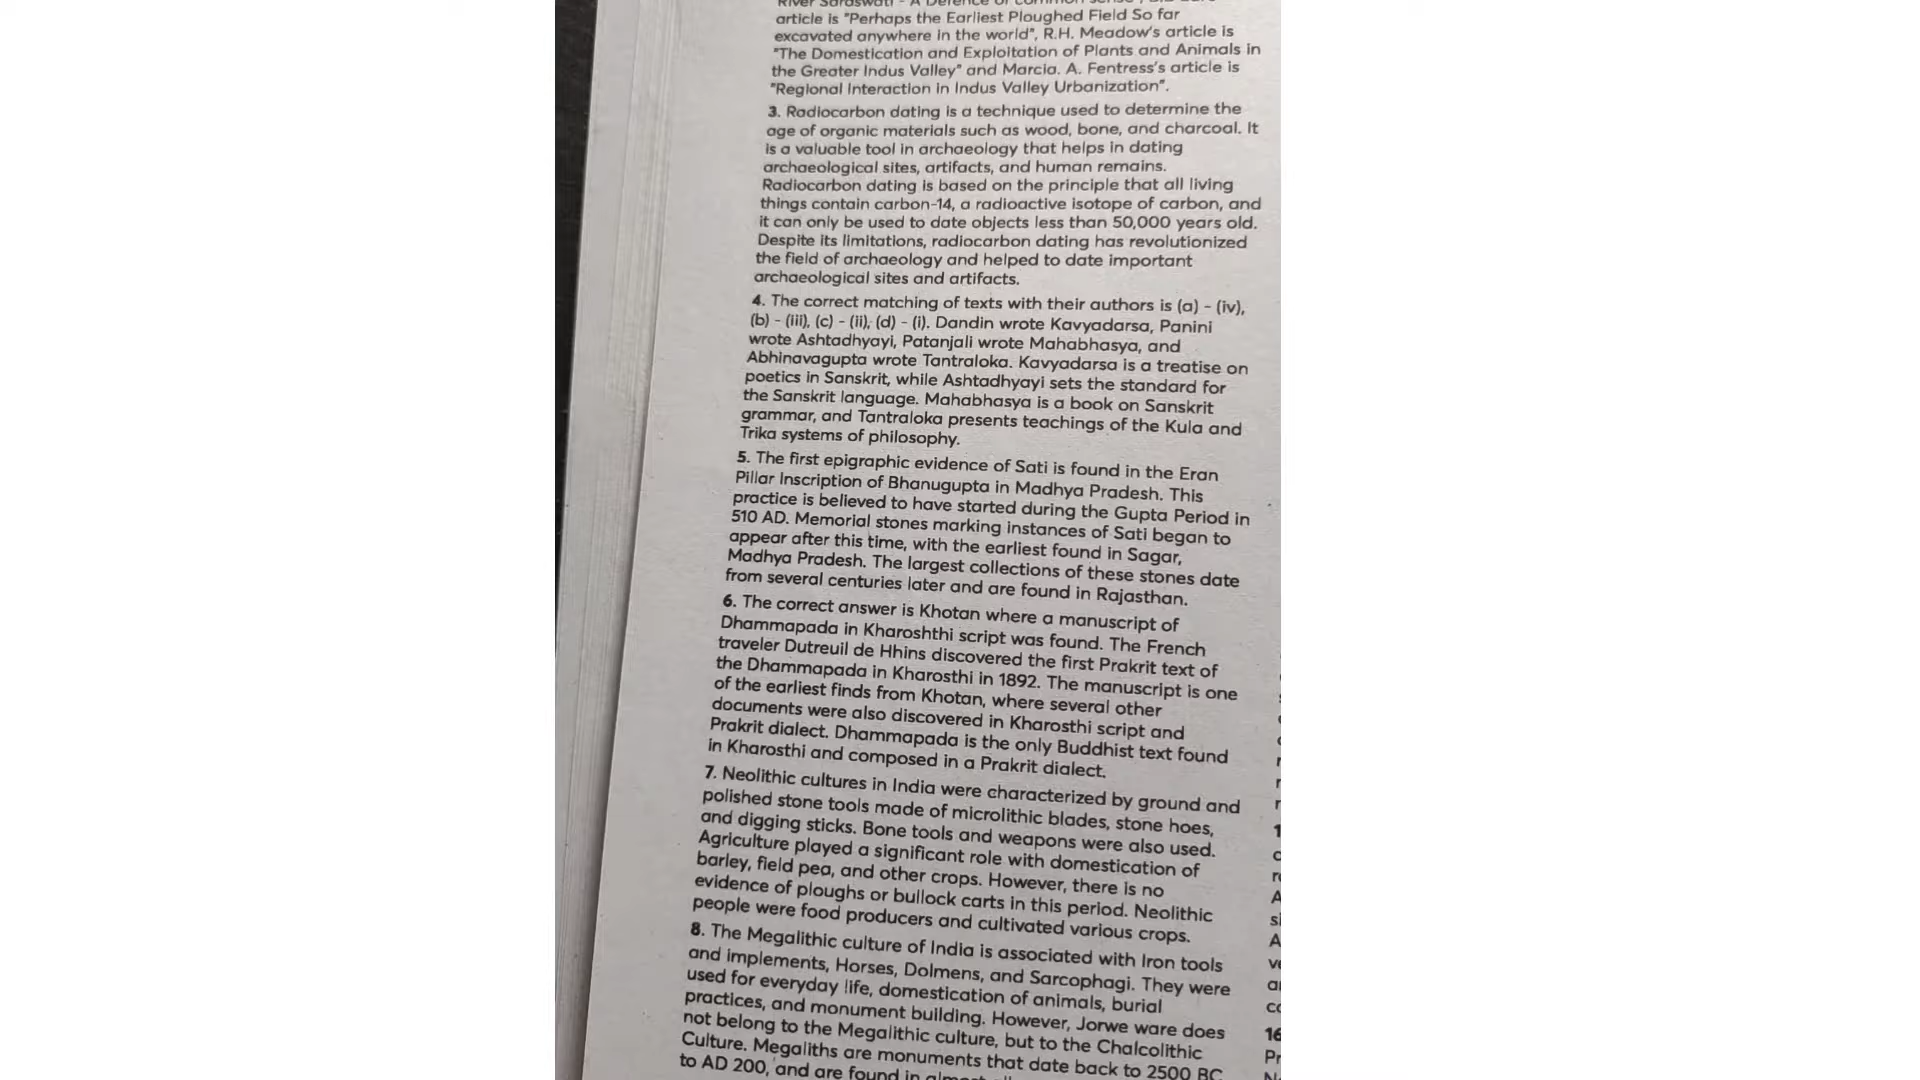 River Saraswati - A Defence of common sense", B.B Lal's
article is "Perhaps the Earliest Ploughed Field So far
excavated anywhere in the world", R.H. Meadow's article is
"The Domestication and Exploitation of Plants and Animals in
the Greater Indus Valley" and Marcia. A. Fentress's article is
"Regional Interaction in Indus Valley Urbanization".
3. Radiocarbon dating is a technique used to determine the
age of organic materials such as wood, bone, and charcoal. It
is a valuable tool in archaeology that helps in dating
archaeological sites, artifacts, and human remains.
Radiocarbon dating is based on the principle that all living
things contain carbon-14, a radioactive isotope of carbon, and
it can only be used to date objects less than 50,000 years old.
Despite its limitations, radiocarbon dating has revolutionized
the field of archaeology and helped to date important
archaeological sites and artifacts.
4. The correct matching of texts with their authors is (a) - (iv),
(b) - (iii), (c) - (ii), (d) - (i). Dandin wrote Kavyadarsa, Panini
wrote Ashtadhyayi, Patanjali wrote Mahabhasya, and
Abhinavagupta wrote Tantraloka. Kavyadarsa is a treatise on
poetics in Sanskrit, while Ashtadhyayi sets the standard for
the Sanskrit language. Mahabhasya is a book on Sanskrit
grammar, and Tantraloka presents teachings of the Kula and
Trika systems of philosophy.
5. The first epigraphic evidence of Sati is found in the Eran
Pillar Inscription of Bhanugupta in Madhya Pradesh. This
practice is believed to have started during the Gupta Period in
510 AD. Memorial stones marking instances of Sati began to
appear after this time, with the earliest found in Sagar,
Madhya Pradesh. The largest collections of these stones date
from several centuries later and are found in Rajasthan.
6. The correct answer is Khotan where a manuscript of
Dhammapada in Kharoshthi script was found. The French
traveler Dutreuil de Hhins discovered the first Prakrit text of
the Dhammapada in Kharosthi in 1892. The manuscript is one
of the earliest finds from Khotan, where several other
documents were also discovered in Kharosthi script and
Prakrit dialect. Dhammapada is the only Buddhist text found
in Kharosthi and composed in a Prakrit dialect.
7. Neolithic cultures in India were characterized by ground and
polished stone tools made of microlithic blades, stone hoes,
and digging sticks. Bone tools and weapons were also used.
Agriculture played a significant role with domestication of
barley, field pea, and other crops. However, there is no
evidence of ploughs or bullock carts in this period. Neolithic
people were food producers and cultivated various crops.
8. The Megalithic culture of India is associated with Iron tools
and implements, Horses, Dolmens, and Sarcophagi. They were
used for everyday life, domestication of animals, burial
practices, and monument building. However, Jorwe ware does
not belong to the Megalithic culture, but to the Chalcolithic
Culture. Megaliths are monuments that date back to 2500 BC
to AD 200, and are found in
16